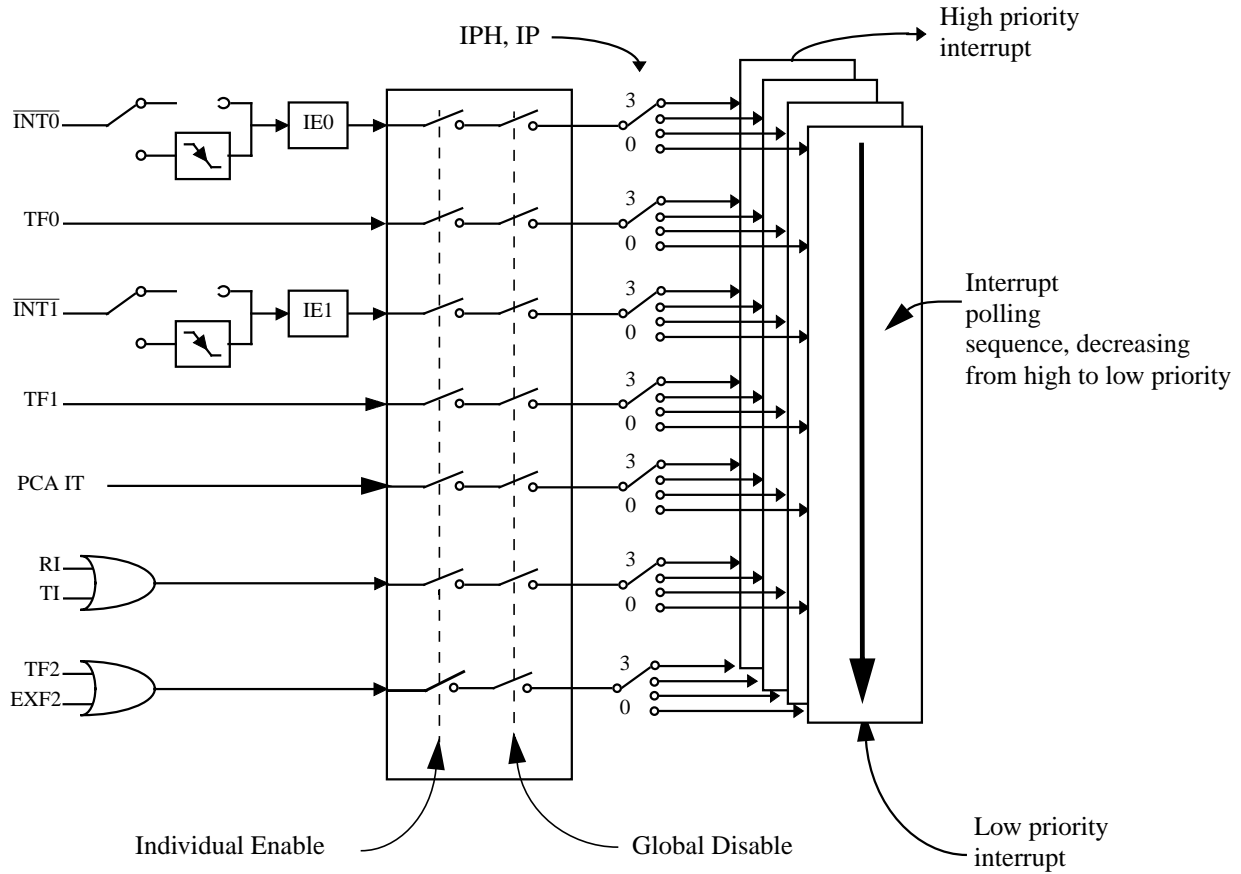 High priority
interrupt
IPH, IP
INT0
IE0
3
0
TF0
3
0
INT1
IE1
3
0
Interrupt
polling
sequence, decreasing
from high to low priority
TF1
3
0
PCA IT
3
0
RI
TI
3
0
TF2
EXF2
3
0
Individual Enable
Global Disable
Low priority
interrupt